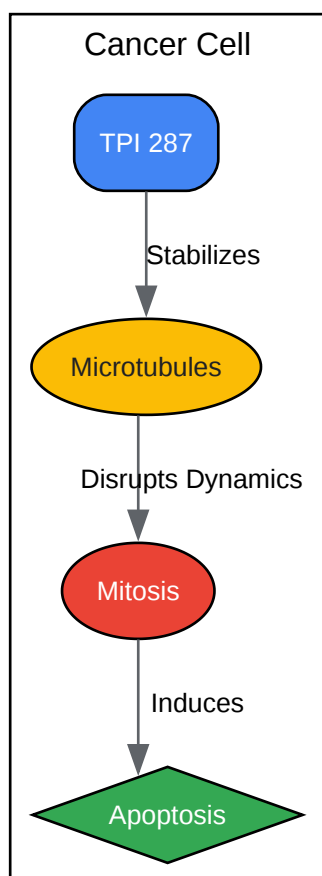 Cancer Cell
TPI 287
Stabilizes
Microtubules
Disrupts Dynamics
Mitosis
Induces
Apoptosis